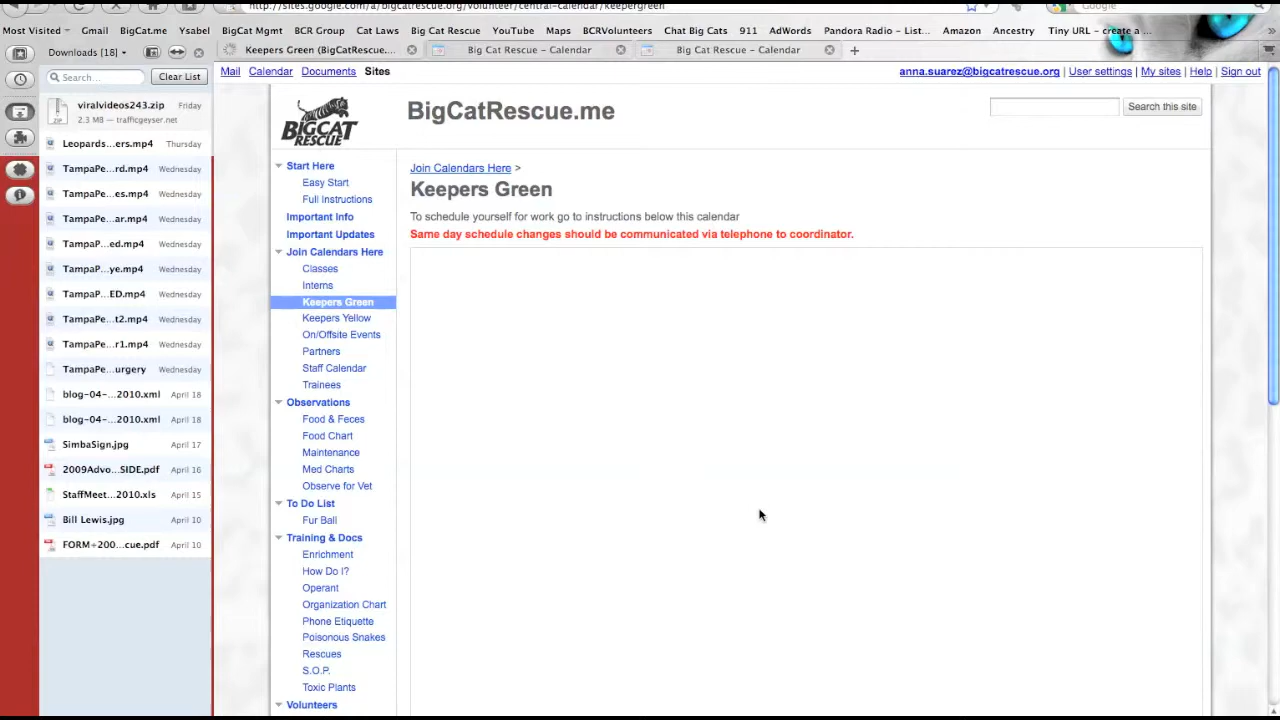 http://sites.google.com/a/bigcatrescue.org/volunteer/central-calendar/keepergreen
Google
Most Visited Gmail BigCat.me Ysabel BigCat Mgmt BCR Group Cat Laws Big Cat Rescue YouTube Maps BCRVolunteers Chat Big Cats 911 AdWords Pandora Radio – List... Amazon Ancestry Tiny URL – create a ... »
Downloads [18]
Keepers Green (BigCatRescue....
Big Cat Rescue – Calendar
Big Cat Rescue – Calendar
Search...
Clear List
Mail Calendar Documents Sites
anna.suarez@bigcatrescue.org | User settings | My sites | Help | Sign out
viralvideos243.zip Friday
ZIP
2.3 MB — trafficgeyser.net
Leopards...ers.mp4 Thursday
TampaPe...rd.mp4 Wednesday
TampaPe...es.mp4 Wednesday
TampaPe...ar.mp4 Wednesday
TampaP...ed.mp4 Wednesday
TampaP...ye.mp4 Wednesday
TampaP...ED.mp4 Wednesday
TampaPe...t2.mp4 Wednesday
TampaPe...r1.mp4 Wednesday
TampaPe...urgery Wednesday
blog-04-...2010.xml April 18
blog-04-...2010.xml April 18
SimbaSign.jpg April 17
2009Advo...SIDE.pdf April 16
StaffMeet...2010.xls April 15
Bill Lewis.jpg April 10
FORM+200...cue.pdf April 10
BIGCAT
RESCUE
BigCatRescue.me
Search this site
Start Here
Easy Start
Full Instructions
Important Info
Important Updates
Join Calendars Here
Classes
Interns
Keepers Green
Keepers Yellow
On/Offsite Events
Partners
Staff Calendar
Trainees
Observations
Food & Feces
Food Chart
Maintenance
Med Charts
Observe for Vet
To Do List
Fur Ball
Training & Docs
Enrichment
How Do I?
Operant
Organization Chart
Phone Etiquette
Poisonous Snakes
Rescues
S.O.P.
Toxic Plants
Volunteers
Join Calendars Here >
Keepers Green
To schedule yourself for work go to instructions below this calendar
Same day schedule changes should be communicated via telephone to coordinator.